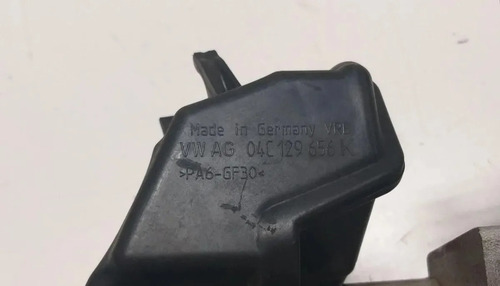 Made in Germany
VW AG 04C 129 656 K
>PA6-GF30<